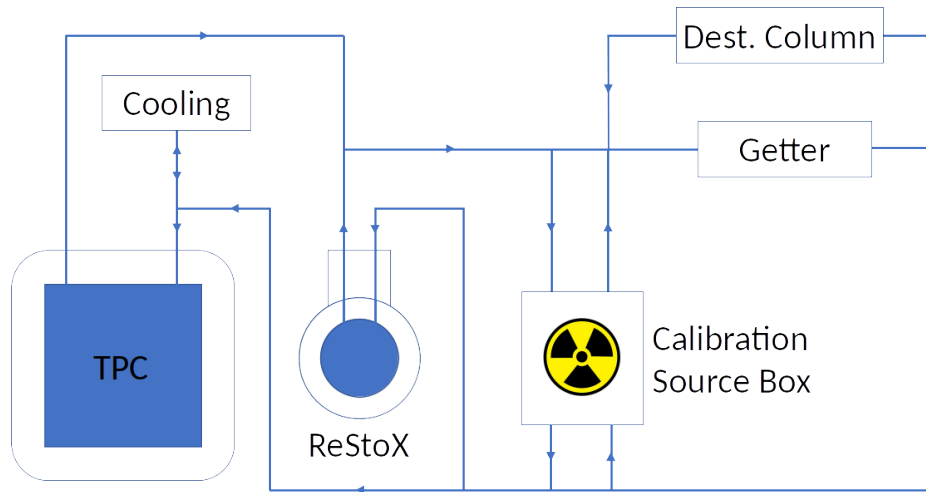 Dest. Column
Cooling
Getter
TPC
Calibration
Source Box
ReStoX